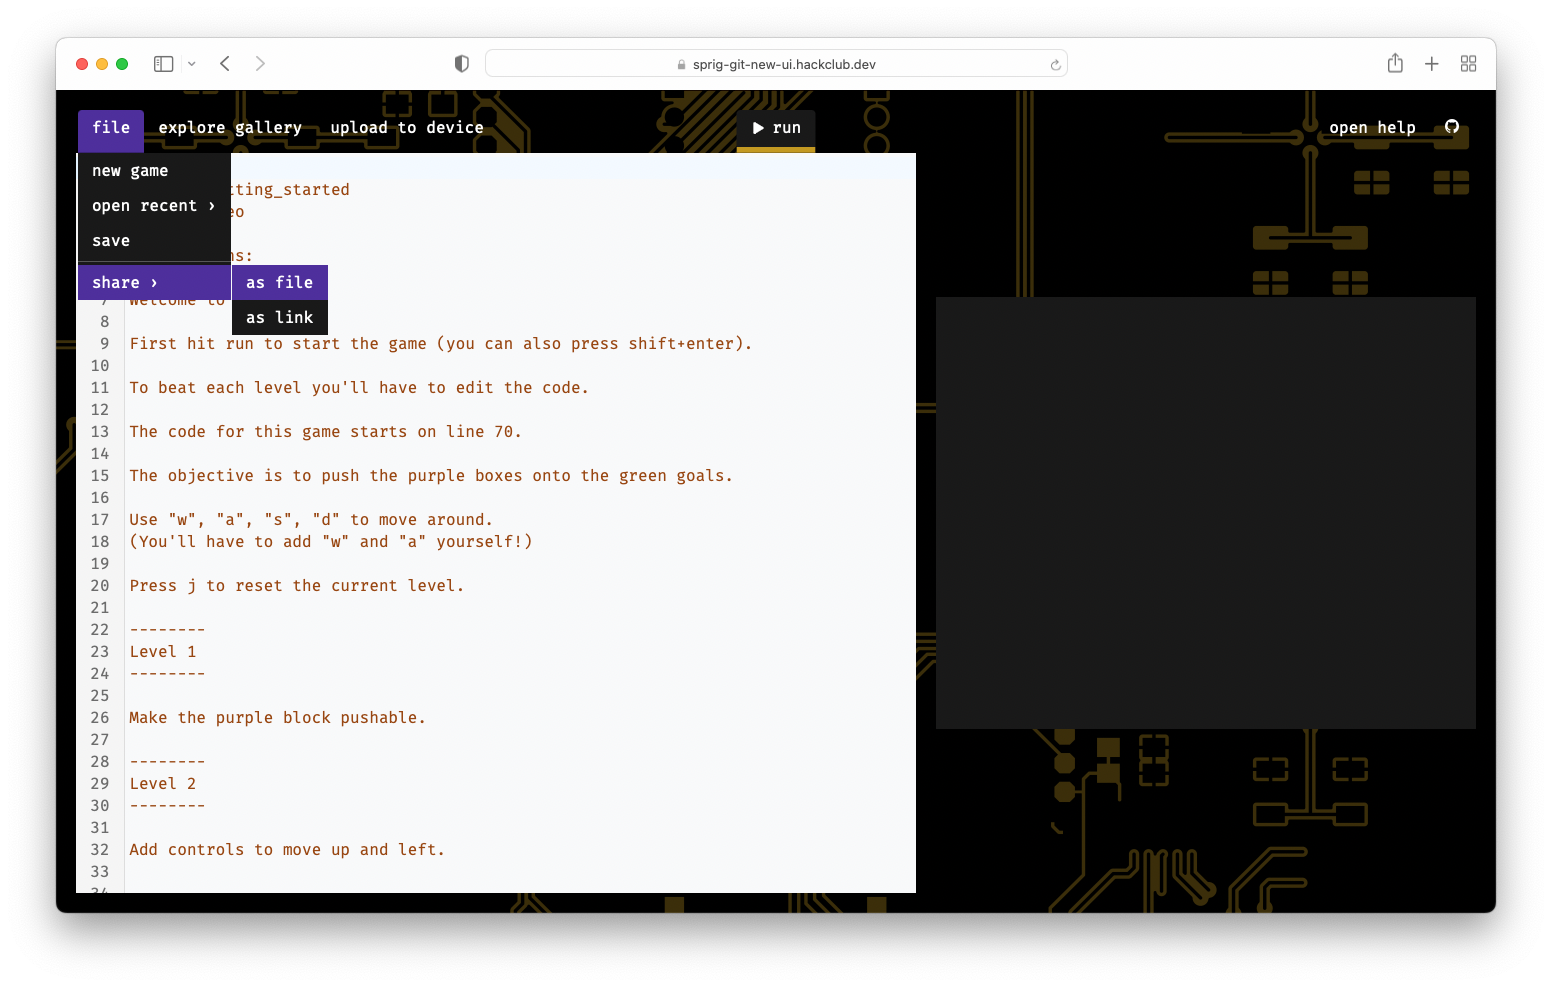 sprig-git-new-ui.hackclub.dev
file explore gallery upload to device run open help
new game
tting_started
open recent ›
eo
save
ns:
share › as file
7 Welcome to
8 as link
9 First hit run to start the game (you can also press shift+enter).
10
11 To beat each level you'll have to edit the code.
12
13 The code for this game starts on line 70.
14
15 The objective is to push the purple boxes onto the green goals.
16
17 Use "w", "a", "s", "d" to move around.
18 (You'll have to add "w" and "a" yourself!)
19
20 Press j to reset the current level.
21
22 --------
23 Level 1
24 --------
25
26 Make the purple block pushable.
27
28 --------
29 Level 2
30 --------
31
32 Add controls to move up and left.
33
34